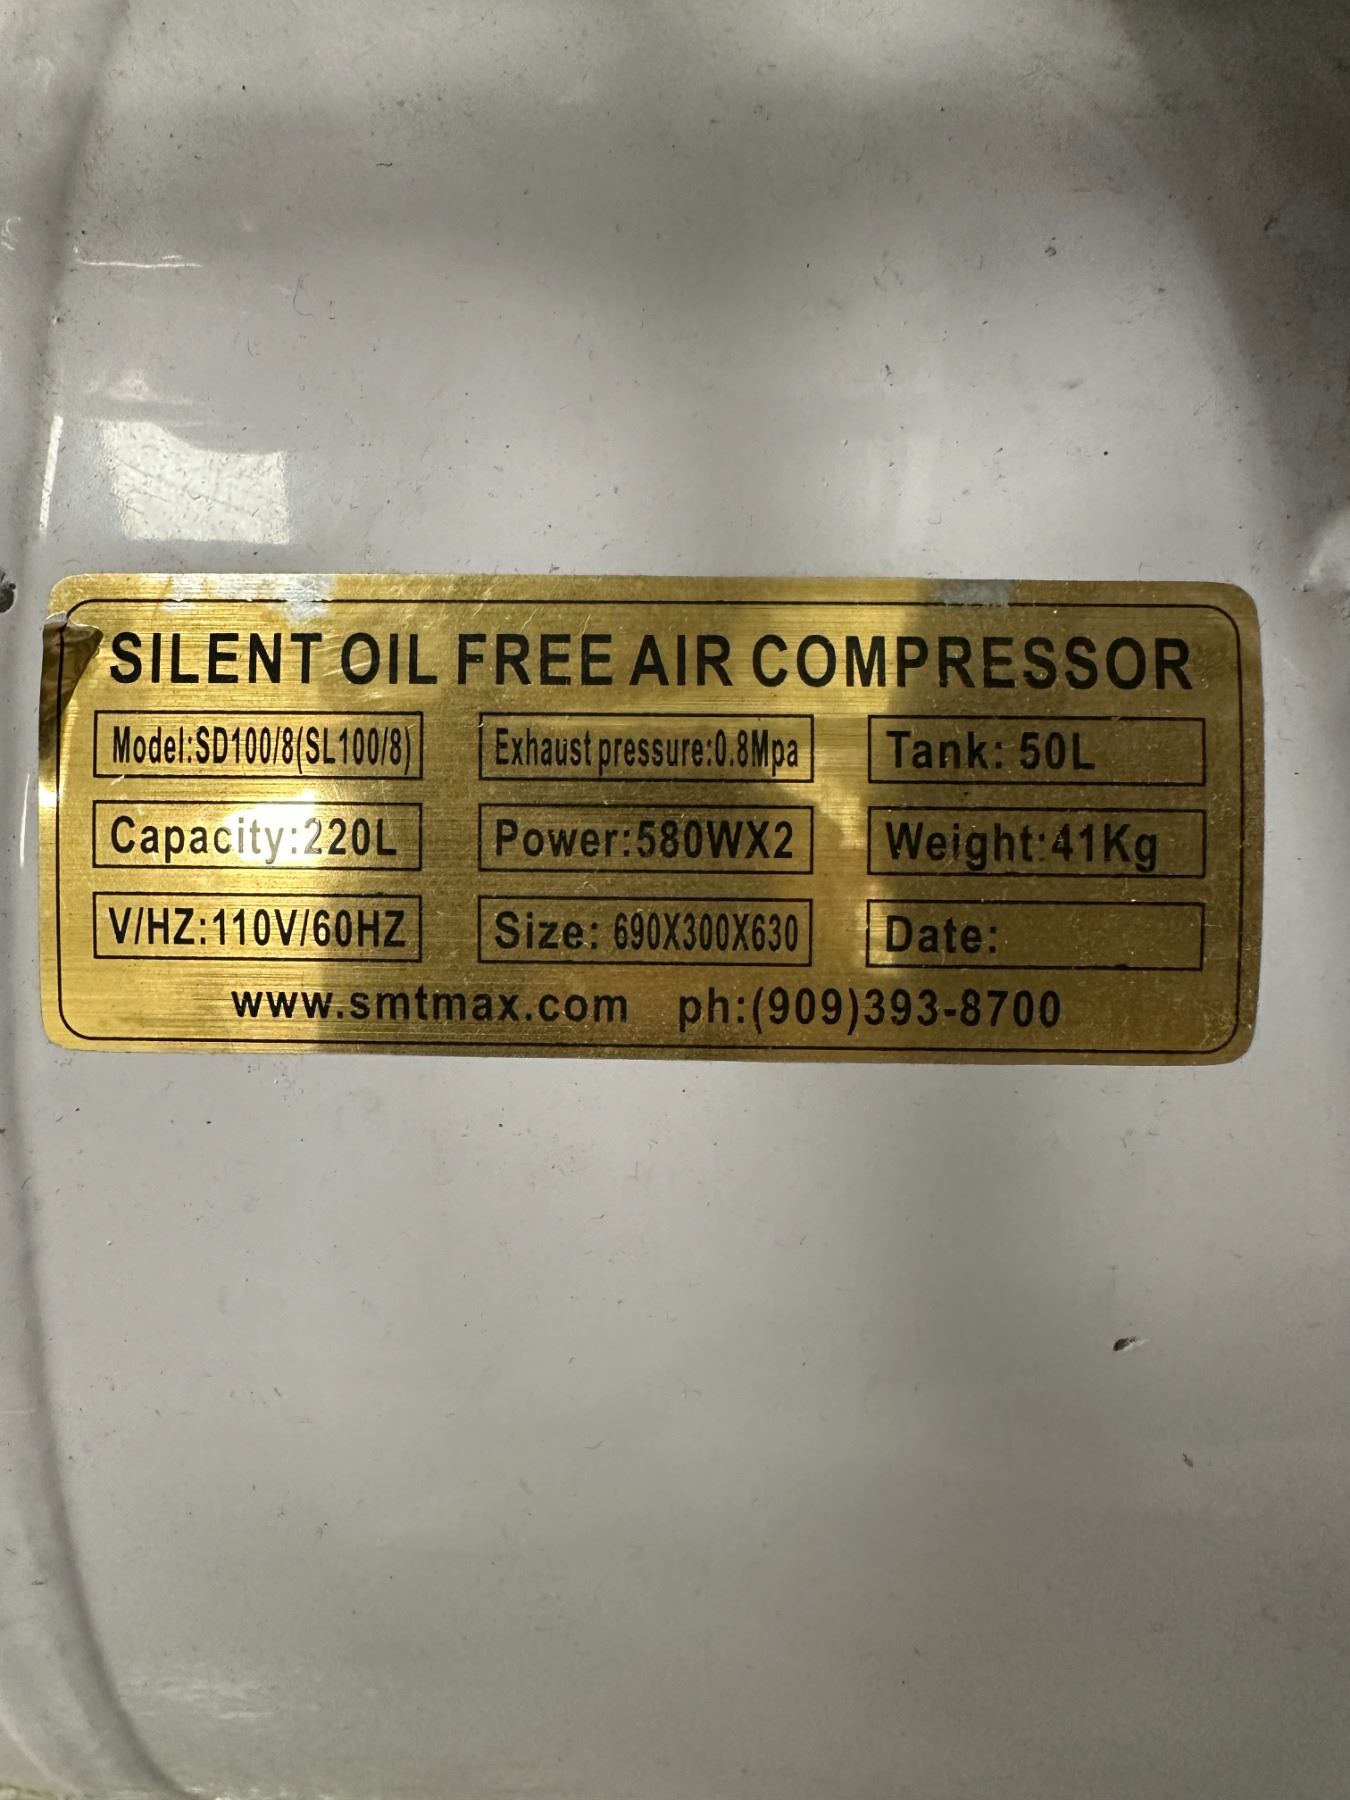 SILENT OIL FREE AIR COMPRESSOR
Model:SD100/8(SL100/8) Exhaust pressure:0.8Mpa Tank: 50L
Capacity:220L Power:580WX2 Weight:41Kg
V/HZ:110V/60HZ Size: 690X300X630 Date:
www.smtmax.com ph:(909)393-8700